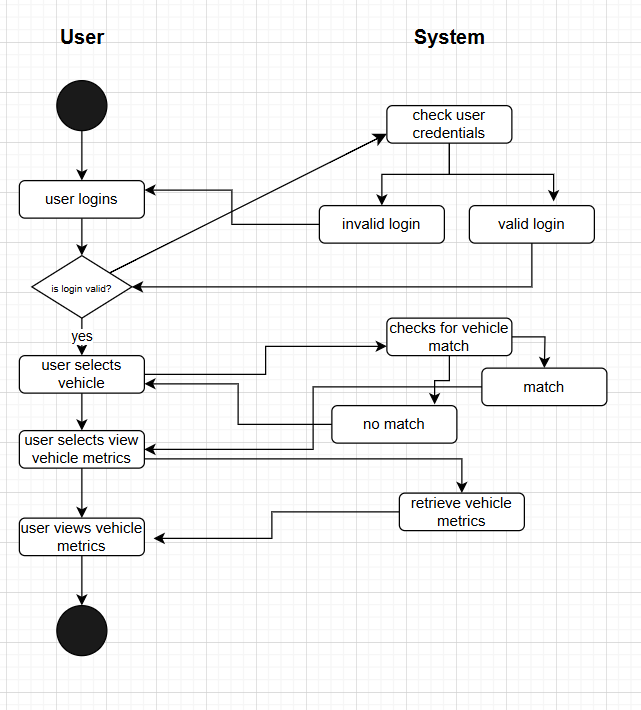 User
System
check user
credentials
user logins
invalid login
valid login
is login valid?
yes
checks for vehicle
match
user selects
vehicle
match
no match
user selects view
vehicle metrics
retrieve vehicle
metrics
user views vehicle
metrics